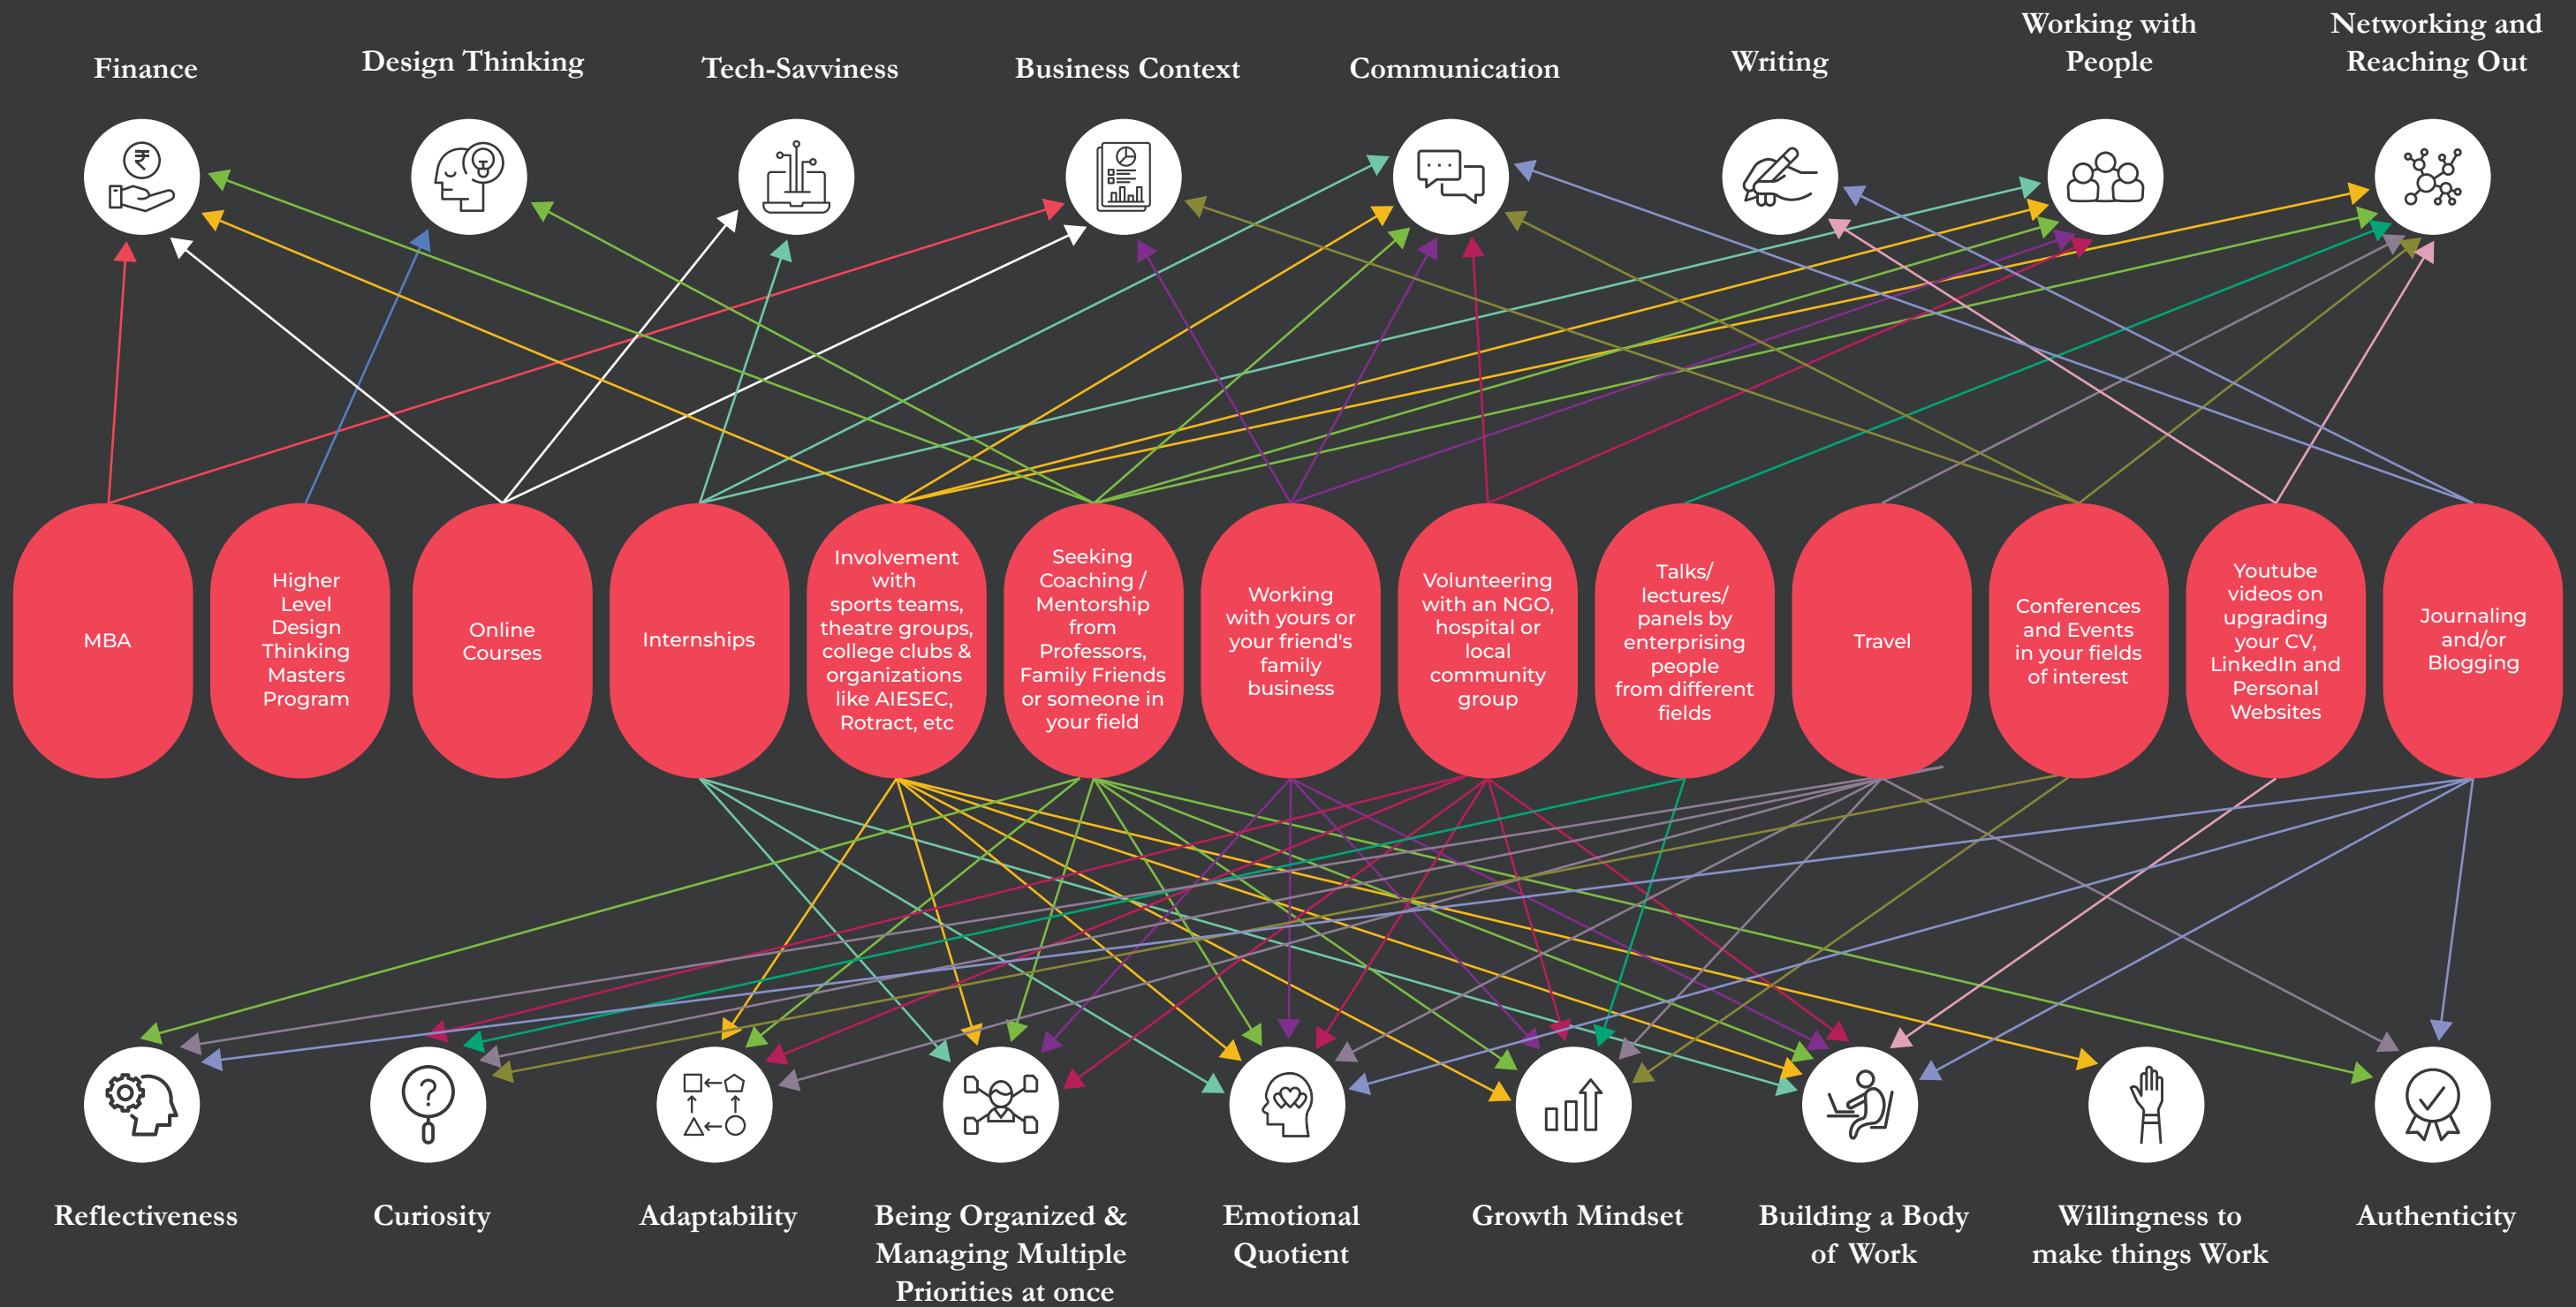 Finance
Design Thinking
Tech-Savviness
Business Context
Communication
Writing
Working with
People
Networking and
Reaching Out
₹
MBA
Higher
Level
Design
Thinking
Masters
Program
Online
Courses
Internships
Involvement
with
sports teams,
theatre groups,
college clubs &
organizations
like AIESEC,
Rotract, etc
Seeking
Coaching /
Mentorship
from
Professors,
Family Friends
or someone in
your field
Working
with yours or
your friend's
family
business
Volunteering
with an NGO,
hospital or
local
community
group
Talks/
lectures/
panels by
enterprising
people
from different
fields
Travel
Conferences
and Events
in your fields
of interest
Youtube
videos on
upgrading
your CV,
LinkedIn and
Personal
Websites
Journaling
and/or
Blogging
?
Reflectiveness
Curiosity
Adaptability
Being Organized &
Managing Multiple
Priorities at once
Emotional
Quotient
Growth Mindset
Building a Body
of Work
Willingness to
make things Work
Authenticity